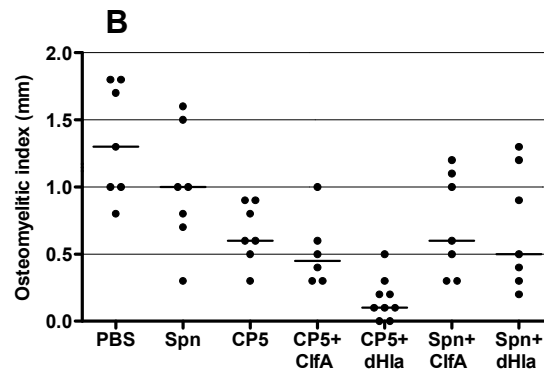 B
Osteomyelitic index (mm)
2.0
1.5
1.0
0.5
0.0
PBS Spn CP5 CP5+ CP5+ Spn+ Spn+
ClfA dHla ClfA dHla